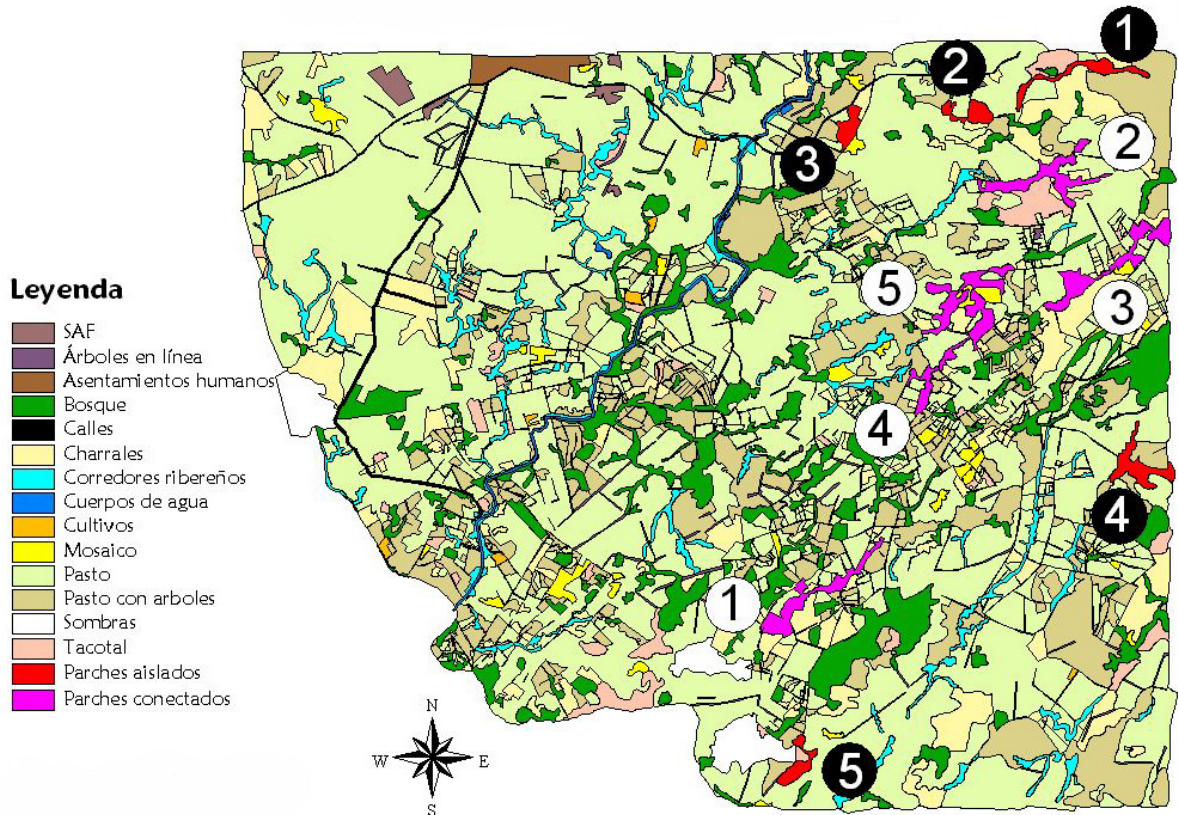 1
2
2
3
Leyenda
5
3
SAF
Árboles en línea
Asentamientos humanos
Bosque
Calles
Charrales
4
Corredores ribereños
Cuerpos de agua
4
Cultivos
Mosaico
Pasto
Pasto con arboles
1
Sombras
Tacotal
Parches aislados
Parches conectados
N
W E
S
5